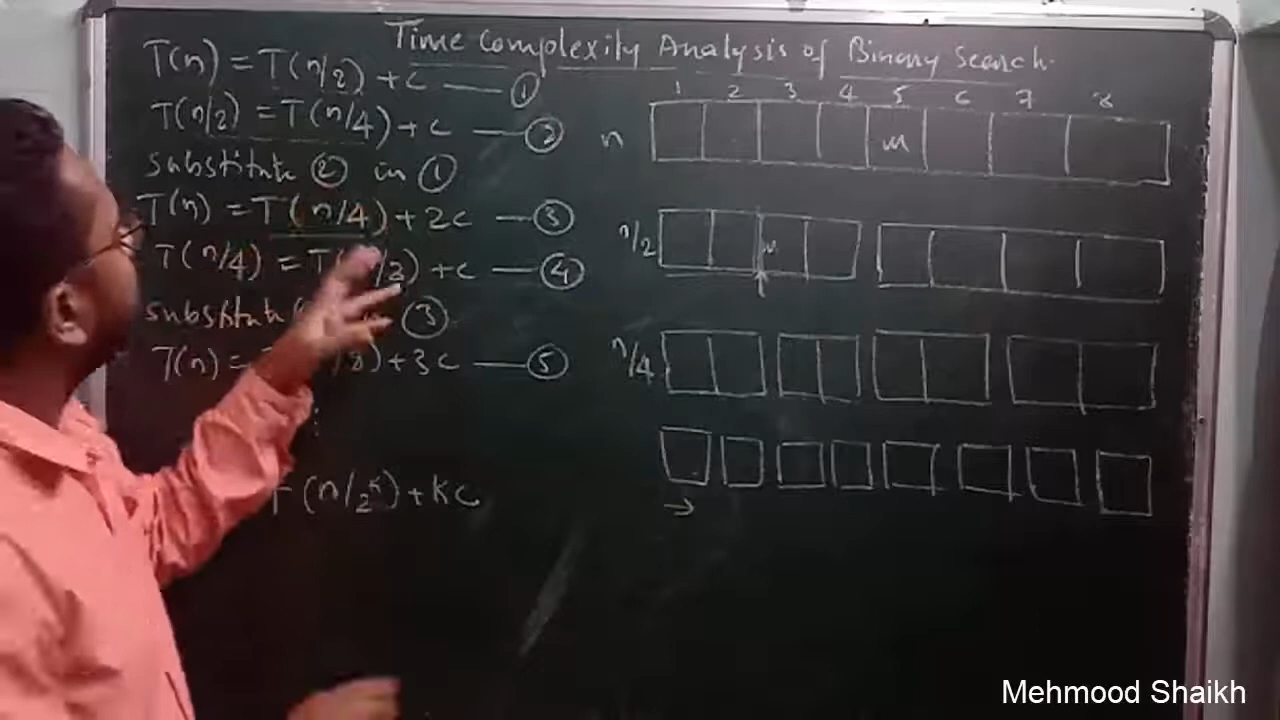 Time Complexity Analysis of Binary Search.
T(n) = T(n/2) + c — ①
T(n/2) = T(n/4) + c — ②
substitute ② in ①
T(n) = T(n/4) + 2c — ③
T(n/4) = T( /8) + c — ④
substitute ③
T(n) = /8) + 3c — ⑤
T(n/2^k) + kc
1 2 3 4 5 6 7 8
n
m
n/2
n/4
→
Mehmood Shaikh